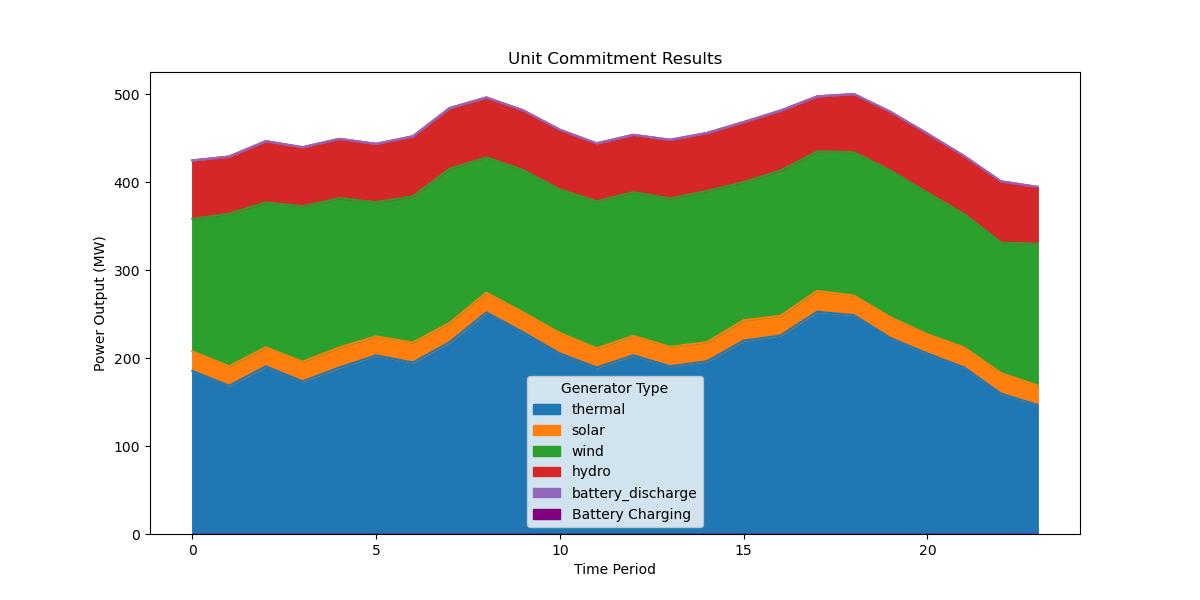 Unit Commitment Results
Power Output (MW)
500
400
300
200
100
0
Generator Type
thermal
solar
wind
hydro
battery_discharge
Battery Charging
0 5 10 15 20
Time Period